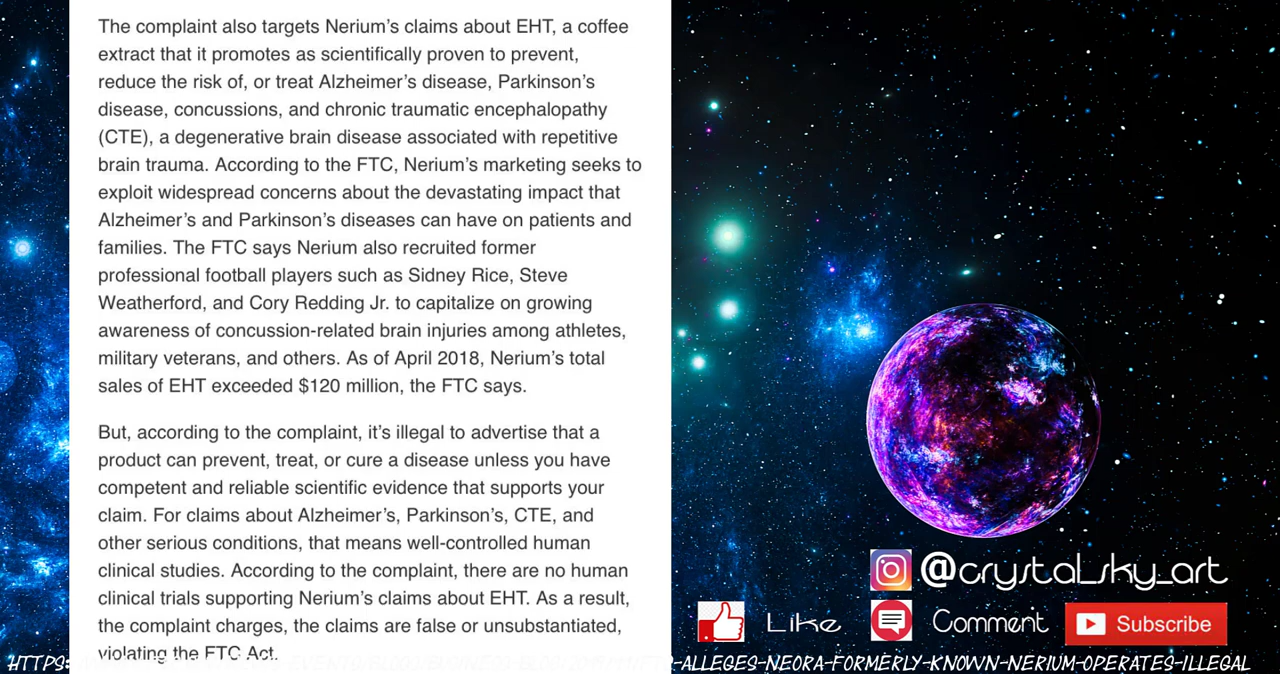 The complaint also targets Nerium's claims about EHT, a coffee
extract that it promotes as scientifically proven to prevent,
reduce the risk of, or treat Alzheimer's disease, Parkinson's
disease, concussions, and chronic traumatic encephalopathy
(CTE), a degenerative brain disease associated with repetitive
brain trauma. According to the FTC, Nerium's marketing seeks to
exploit widespread concerns about the devastating impact that
Alzheimer's and Parkinson's diseases can have on patients and
families. The FTC says Nerium also recruited former
professional football players such as Sidney Rice, Steve
Weatherford, and Cory Redding Jr. to capitalize on growing
awareness of concussion-related brain injuries among athletes,
military veterans, and others. As of April 2018, Nerium's total
sales of EHT exceeded $120 million, the FTC says.
But, according to the complaint, it's illegal to advertise that a
product can prevent, treat, or cure a disease unless you have
competent and reliable scientific evidence that supports your
claim. For claims about Alzheimer's, Parkinson's, CTE, and
other serious conditions, that means well-controlled human
clinical studies. According to the complaint, there are no human
clinical trials supporting Nerium's claims about EHT. As a result,
the complaint charges, the claims are false or unsubstantiated,
violating the FTC Act.
@crystal_sky_art
Like Comment Subscribe
HTTPS: -ALLEGES-NEORA-FORMERLY-KNOWN-NERIUM-OPERATES-ILLEGAL